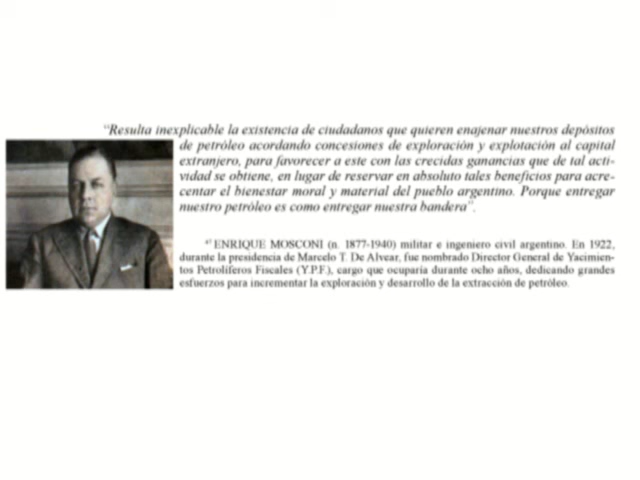 “Resulta inexplicable la existencia de ciudadanos que quieren enajenar nuestros depósitos
de petróleo acordando concesiones de exploración y explotación al capital
extranjero, para favorecer a este con las crecidas ganancias que de tal acti-
vidad se obtiene, en lugar de reservar en absoluto tales beneficios para acre-
centar el bienestar moral y material del pueblo argentino. Porque entregar
nuestro petróleo es como entregar nuestra bandera”.
ENRIQUE MOSCONI (n. 1877-1940) militar e ingeniero civil argentino. En 1922,
durante la presidencia de Marcelo T. De Alvear, fue nombrado Director General de Yacimien-
tos Petrolíferos Fiscales (Y.P.F.), cargo que ocuparía durante ocho años, dedicando grandes
esfuerzos para incrementar la exploración y desarrollo de la extracción de petróleo.